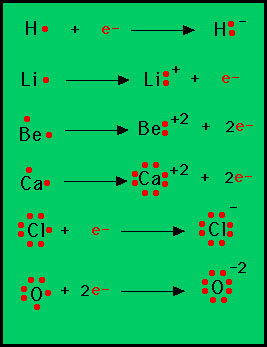 H + e− H −
Li Li + + e−
Be Be +2 + 2e−
Ca Ca +2 + 2e−
Cl + e− Cl −
O + 2e− O −2